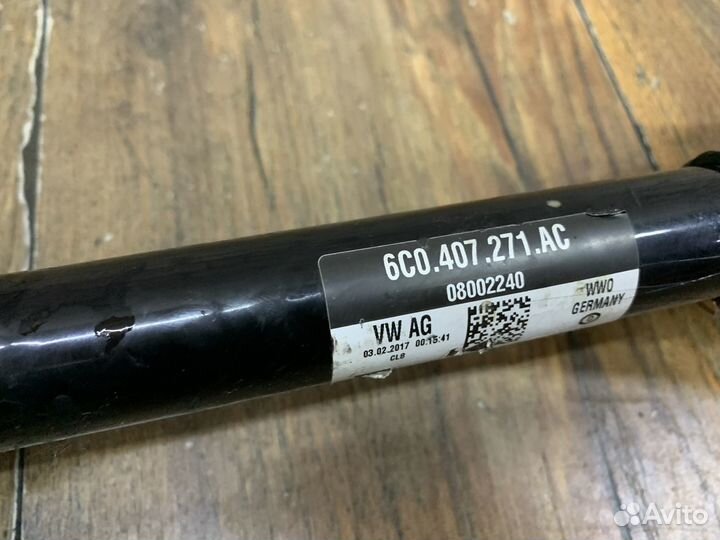 6C0.407.271.AC
08002240
VW AG
03.02.2017 00:15:41
CLB
WWO
GERMANY
Avito